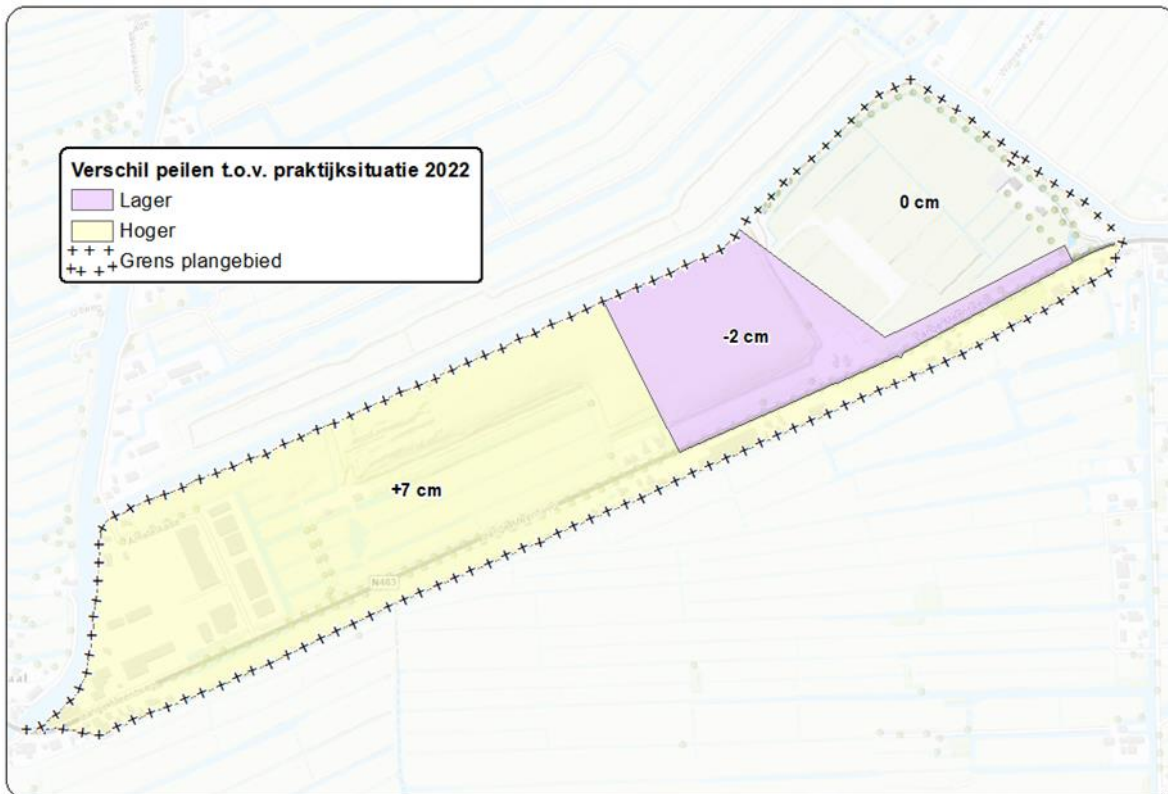 Verschil peilen t.o.v. praktijksituatie 2022
Lager
Hoger
Grens plangebied
0 cm
-2 cm
+7 cm
N463